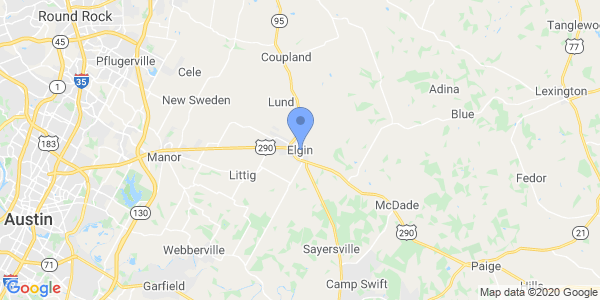 Round Rock
95
Tanglewood
45
77
Pflugerville
Coupland
Cele
1
35
Adina
Lexington
New Sweden
Lund
Blue
183
290
Elgin
Manor
Littig
Fedor
130
McDade
Austin
290
21
Webberville
Sayersville
71
Paige
Garfield
Camp Swift
Google
Map data ©2020 Google